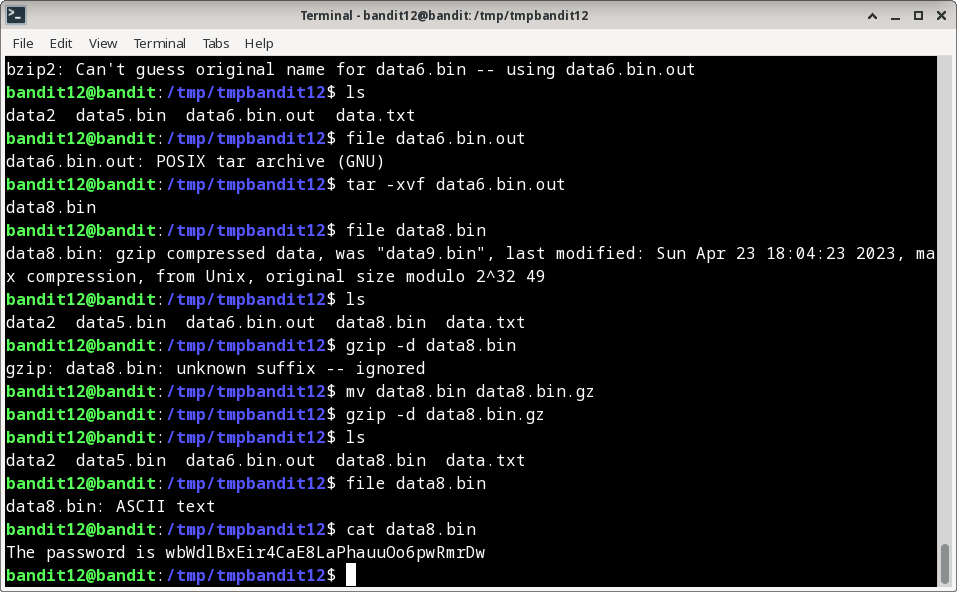 Terminal - bandit12@bandit: /tmp/tmpbandit12
File Edit View Terminal Tabs Help
bzip2: Can't guess original name for data6.bin -- using data6.bin.out
bandit12@bandit:/tmp/tmpbandit12$ ls
data2  data5.bin  data6.bin.out  data.txt
bandit12@bandit:/tmp/tmpbandit12$ file data6.bin.out
data6.bin.out: POSIX tar archive (GNU)
bandit12@bandit:/tmp/tmpbandit12$ tar -xvf data6.bin.out
data8.bin
bandit12@bandit:/tmp/tmpbandit12$ file data8.bin
data8.bin: gzip compressed data, was "data9.bin", last modified: Sun Apr 23 18:04:23 2023, ma
x compression, from Unix, original size modulo 2^32 49
bandit12@bandit:/tmp/tmpbandit12$ ls
data2  data5.bin  data6.bin.out  data8.bin  data.txt
bandit12@bandit:/tmp/tmpbandit12$ gzip -d data8.bin
gzip: data8.bin: unknown suffix -- ignored
bandit12@bandit:/tmp/tmpbandit12$ mv data8.bin data8.bin.gz
bandit12@bandit:/tmp/tmpbandit12$ gzip -d data8.bin.gz
bandit12@bandit:/tmp/tmpbandit12$ ls
data2  data5.bin  data6.bin.out  data8.bin  data.txt
bandit12@bandit:/tmp/tmpbandit12$ file data8.bin
data8.bin: ASCII text
bandit12@bandit:/tmp/tmpbandit12$ cat data8.bin
The password is wbWdlBxEir4CaE8LaPhauuOo6pwRmrDw
bandit12@bandit:/tmp/tmpbandit12$